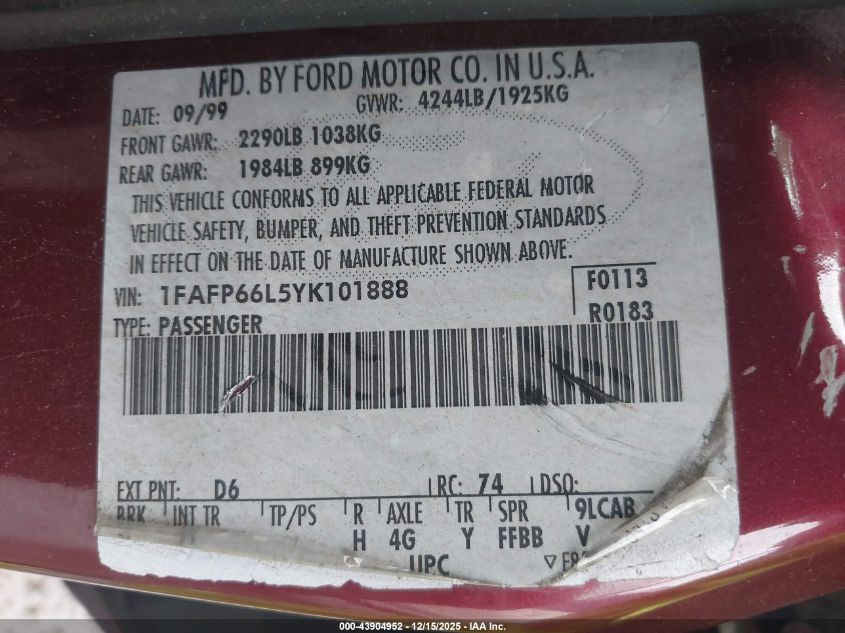 MFD. BY FORD MOTOR CO. IN U.S.A.
DATE: 09/99 GVWR: 4244LB/1925KG
FRONT GAWR: 2290LB 1038KG
REAR GAWR: 1984LB 899KG
THIS VEHICLE CONFORMS TO ALL APPLICABLE FEDERAL MOTOR
VEHICLE SAFETY, BUMPER, AND THEFT PREVENTION STANDARDS
IN EFFECT ON THE DATE OF MANUFACTURE SHOWN ABOVE.
VIN: 1FAFP66L5YK101888 F0113
TYPE: PASSENGER R0183
EXT PNT: D6 RC: 74 DSO:
BRK INT TR TP/PS R AXLE TR SPR 9LCAB
H 4G Y FFBB V
UPC
000-43904952 - 12/15/2025 - IAA Inc.